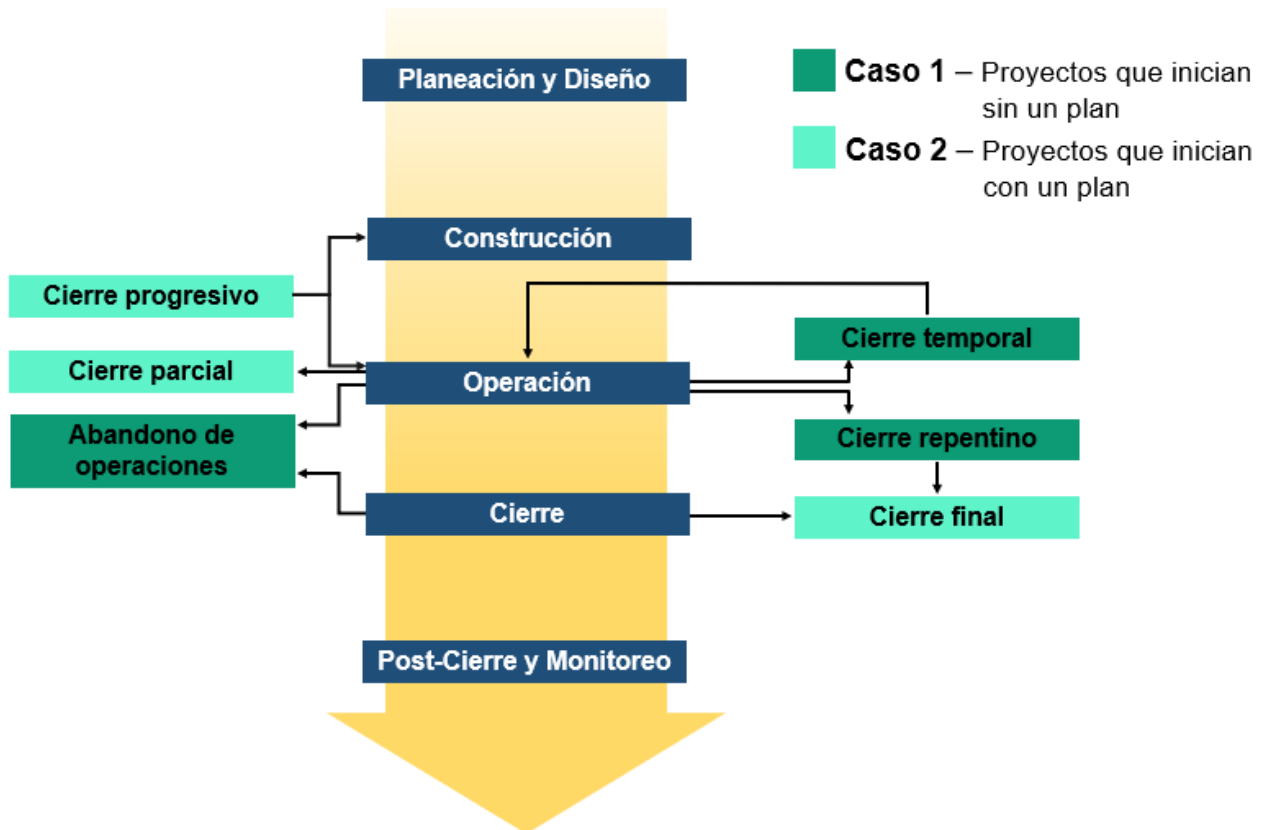 Planeación y Diseño
Caso 1 – Proyectos que inician
sin un plan
Caso 2 – Proyectos que inician
con un plan
Construcción
Cierre progresivo
Cierre temporal
Cierre parcial
Operación
Abandono de
operaciones
Cierre repentino
Cierre
Cierre final
Post-Cierre y Monitoreo